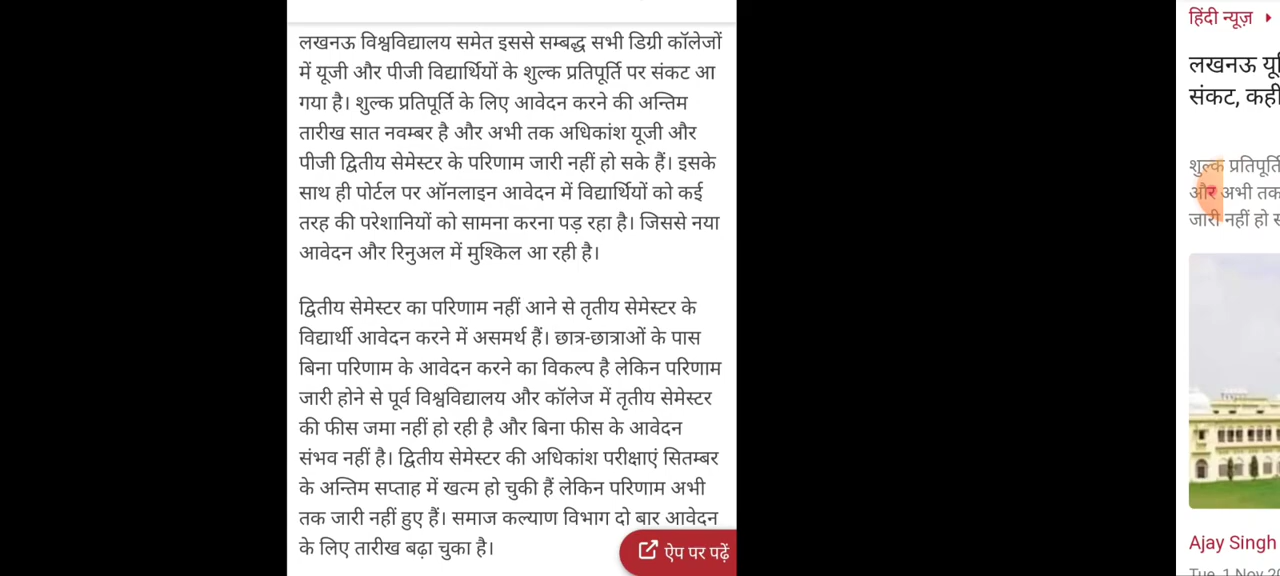 लखनऊ विश्वविद्यालय समेत इससे सम्बद्ध सभी डिग्री कॉलेजों
में यूजी और पीजी विद्यार्थियों के शुल्क प्रतिपूर्ति पर संकट आ
गया है। शुल्क प्रतिपूर्ति के लिए आवेदन करने की अन्तिम
तारीख सात नवम्बर है और अभी तक अधिकांश यूजी और
पीजी द्वितीय सेमेस्टर के परिणाम जारी नहीं हो सके हैं। इसके
साथ ही पोर्टल पर ऑनलाइन आवेदन में विद्यार्थियों को कई
तरह की परेशानियों को सामना करना पड़ रहा है। जिससे नया
आवेदन और रिनुअल में मुश्किल आ रही है।
द्वितीय सेमेस्टर का परिणाम नहीं आने से तृतीय सेमेस्टर के
विद्यार्थी आवेदन करने में असमर्थ हैं। छात्र-छात्राओं के पास
बिना परिणाम के आवेदन करने का विकल्प है लेकिन परिणाम
जारी होने से पूर्व विश्वविद्यालय और कॉलेज में तृतीय सेमेस्टर
की फीस जमा नहीं हो रही है और बिना फीस के आवेदन
संभव नहीं है। द्वितीय सेमेस्टर की अधिकांश परीक्षाएं सितम्बर
के अन्तिम सप्ताह में खत्म हो चुकी हैं लेकिन परिणाम अभी
तक जारी नहीं हुए हैं। समाज कल्याण विभाग दो बार आवेदन
के लिए तारीख बढ़ा चुका है।
ऐप पर पढ़ें
हिंदी न्यूज़
लखनऊ यू
संकट, कही
शुल्क प्रतिपूर्ति
और अभी तक
जारी नहीं हो स
Ajay Singh
Tue, 1 Nov 20